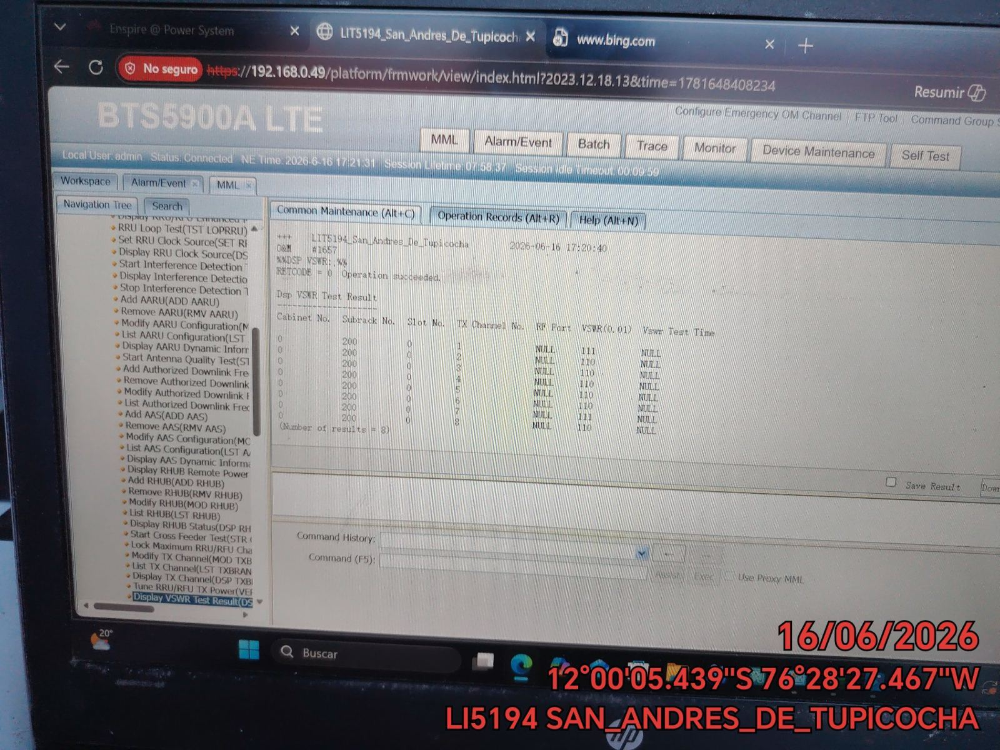 Enspire @ Power System
LIT5194_San_Andres_De_Tupicoch
www.bing.com
No seguro
https://192.168.0.49/platform/frmwork/view/index.html?2023.12.18.13&time=1781648408234
Resumir
BTS5900A LTE
Configure Emergency OM Channel
FTP Tool
Command Group S
MML
Alarm/Event
Batch
Trace
Monitor
Device Maintenance
Self Test
Local User: admin Status: Connected NE Time: 2026-6-16 17:21:31 Session Lifetime: 07:58:37 Session Idle Timeout: 00:09:59
Workspace
Alarm/Event
MML
Navigation Tree
Search
RRU Loop Test(TST LOPRRU)
Set RRU Clock Source(SET RF
Display RRU Clock Source(DS
Start Interference Detection
Display Interference Detectio
Stop Interference Detection T
Add AARU(ADD AARU)
Remove AARU(RMV AARU)
Modify AARU Configuration(M
List AARU Configuration(LST
Display AARU Dynamic Inforr
Start Antenna Quality Test(ST
Add Authorized Downlink Fre
Remove Authorized Downlink
Modify Authorized Downlink F
List Authorized Downlink Frec
Add AAS(ADD AAS)
Remove AAS(RMV AAS)
Modify AAS Configuration(MC
List AAS Configuration(LST A
Display AAS Dynamic Informa
Display RHUB Remote Power
Add RHUB(ADD RHUB)
Remove RHUB(RMV RHUB)
Modify RHUB(MOD RHUB)
List RHUB(LST RHUB)
Display RHUB Status(DSP RH
Start Cross Feeder Test(STR
Lock Maximum RRU/RFU Cha
Modify TX Channel(MOD TXB
List TX Channel(LST TXBRAN
Display TX Channel(DSP TXB
Tune RRU/RFU TX Power(VEF
Display VSWR Test Result(DS
Common Maintenance (Alt+C)
Operation Records (Alt+R)
Help (Alt+N)
+++ LIT5194_San_Andres_De_Tupicocha 2026-06-16 17:20:40
O&M #1657
%%DSP VSWR:;%%
RETCODE = 0 Operation succeeded.
Dsp VSWR Test Result
--------------------
Cabinet No. Subrack No. Slot No. TX Channel No. RF Port VSWR(0.01) Vswr Test Time
0 200 0 1 NULL 111 NULL
0 200 0 2 NULL 110 NULL
0 200 0 3 NULL 110 NULL
0 200 0 4 NULL 110 NULL
0 200 0 5 NULL 110 NULL
0 200 0 6 NULL 110 NULL
0 200 0 7 NULL 111 NULL
0 200 0 8 NULL 110 NULL
(Number of results = 8)
Save Result
Down
Command History:
Command (F5):
Assist
Exec
Use Proxy MML
20°
Buscar
hp
16/06/2026
12°00'05.439"S 76°28'27.467"W
LI5194 SAN_ANDRES_DE_TUPICOCHA